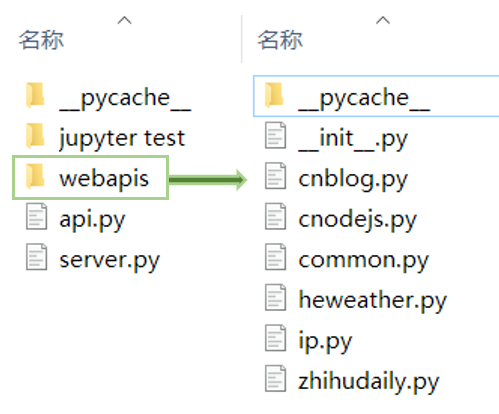 名称
__pycache__
jupyter test
webapis
api.py
server.py
名称
__pycache__
__init__.py
cnblog.py
cnodejs.py
common.py
heweather.py
ip.py
zhihudaily.py